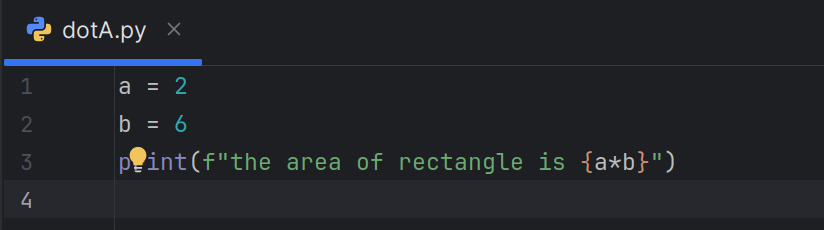 dotA.py
1 a = 2
2 b = 6
3 print(f"the area of rectangle is {a*b}")
4